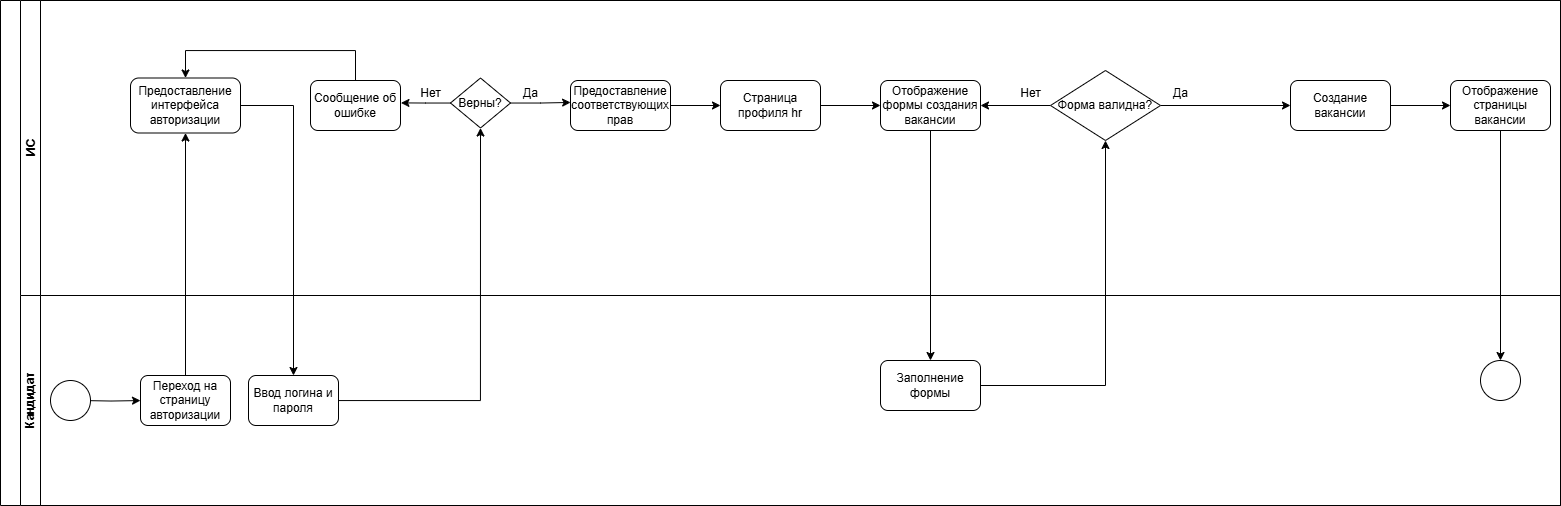 ИС
Предоставление
интерфейса
авторизации
Сообщение об
ошибке
Нет
Верны?
Да
Предоставление
соответствующих
прав
Страница
профиля hr
Отображение
формы создания
вакансии
Нет
Форма валидна?
Да
Создание
вакансии
Отображение
страницы
вакансии
Кандидат
Переход на
страницу
авторизации
Ввод логина и
пароля
Заполнение
формы